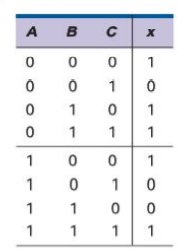 A B C x
0 0 0 1
0 0 1 0
0 1 0 1
0 1 1 1
1 0 0 1
1 0 1 0
1 1 0 0
1 1 1 1